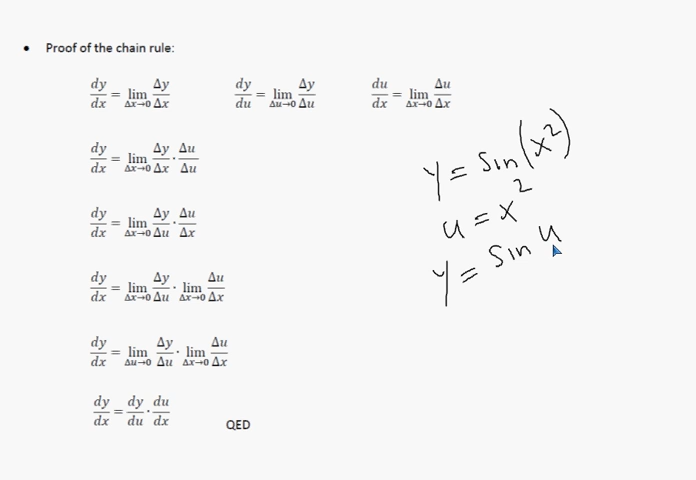 • Proof of the chain rule:
dy/dx = lim Δx→0 Δy/Δx    dy/du = lim Δu→0 Δy/Δu    du/dx = lim Δx→0 Δu/Δx
dy/dx = lim Δx→0 Δy/Δx · Δu/Δu
dy/dx = lim Δx→0 Δy/Δu · Δu/Δx
dy/dx = lim Δx→0 Δy/Δu · lim Δx→0 Δu/Δx
dy/dx = lim Δu→0 Δy/Δu · lim Δx→0 Δu/Δx
dy/dx = dy/du · du/dx    QED
y = sin(x²)
u = x²
y = sin u